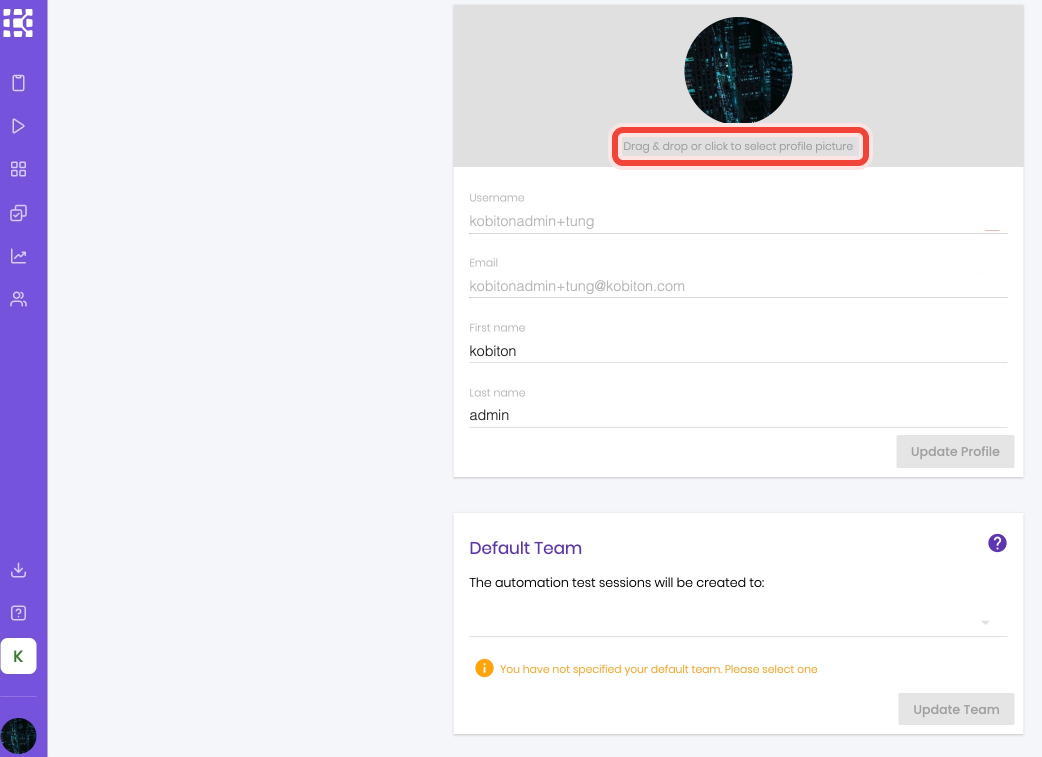 Drag & drop or click to select profile picture
Username
kobitonadmin+tung
Email
kobitonadmin+tung@kobiton.com
First name
kobiton
Last name
admin
Update Profile
Default Team
?
The automation test sessions will be created to:
i
You have not specified your default team. Please select one
Update Team
?
K